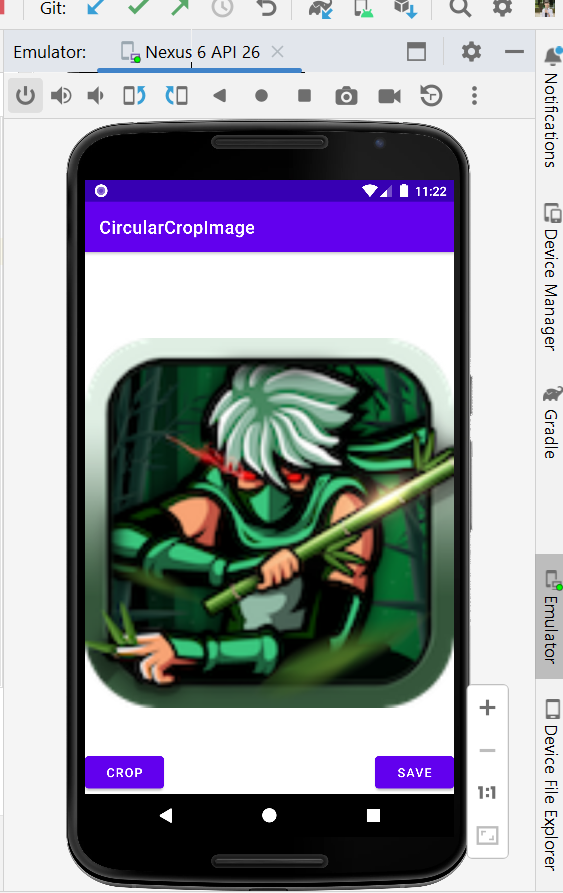 Git:
Emulator: Nexus 6 API 26
Notifications
Device Manager
Gradle
Emulator
Device File Explorer
11:22
CircularCropImage
CROP
SAVE
1:1